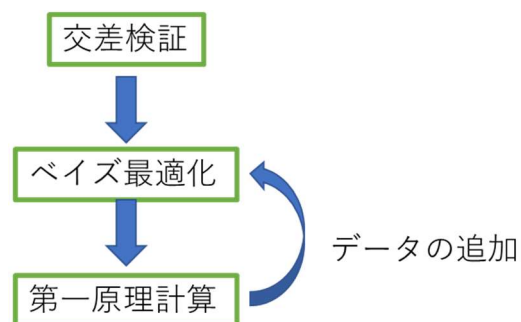 交差検証
ベイズ最適化
データの追加
第一原理計算